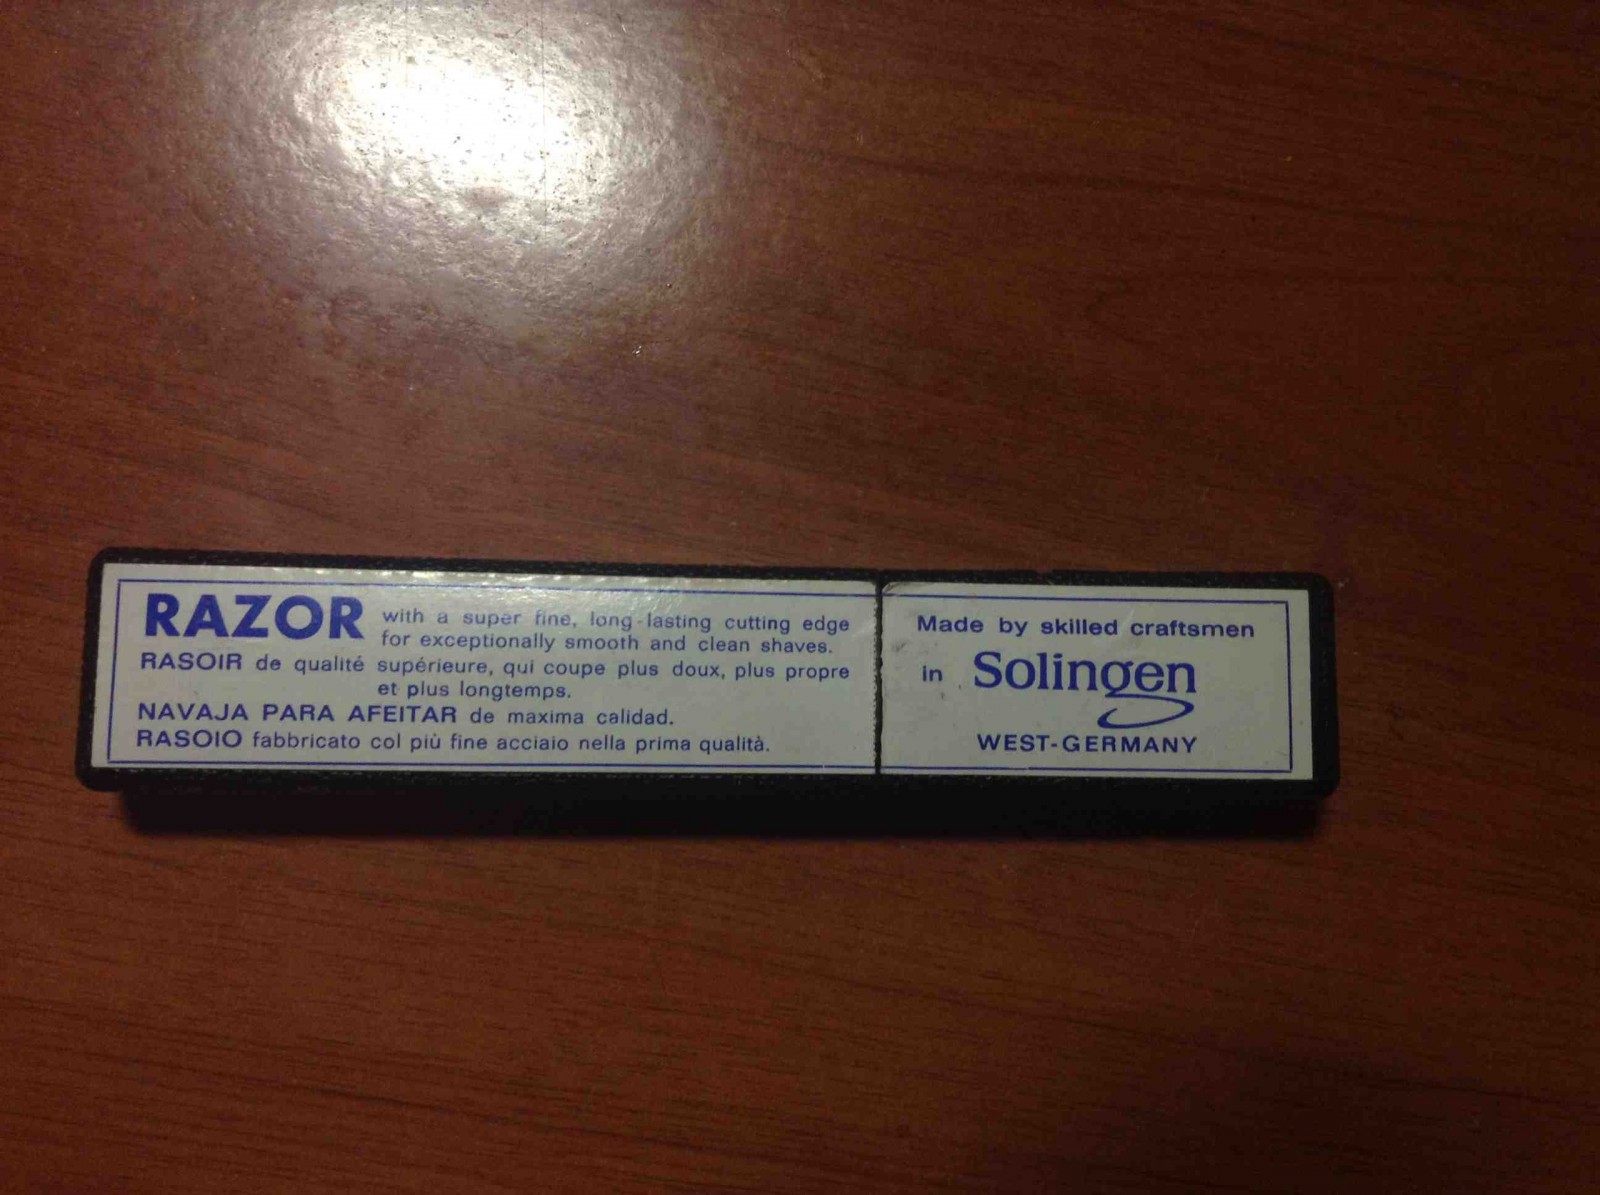 RAZOR with a super fine, long-lasting cutting edge
for exceptionally smooth and clean shaves.
RASOIR de qualité supérieure, qui coupe plus doux, plus propre
et plus longtemps.
NAVAJA PARA AFEITAR de maxima calidad.
RASOIO fabbricato col più fine acciaio nella prima qualità.
Made by skilled craftsmen
in Solingen
WEST-GERMANY